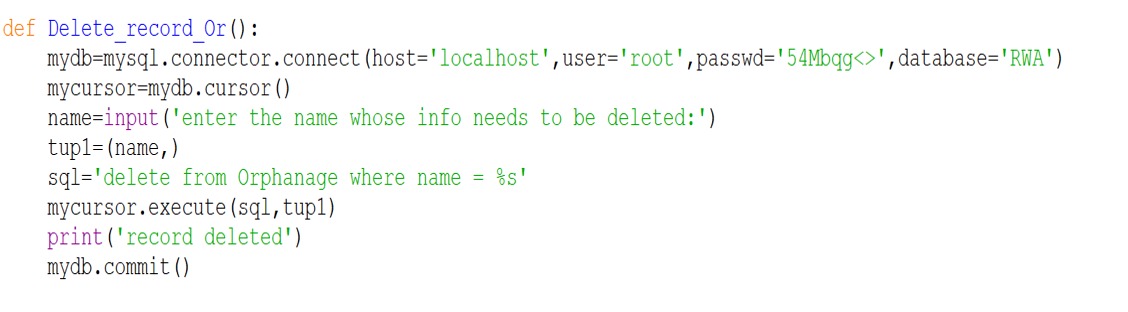 def Delete_record_Or():
    mydb=mysql.connector.connect(host='localhost',user='root',passwd='54Mbqg<>',database='RWA')
    mycursor=mydb.cursor()
    name=input('enter the name whose info needs to be deleted:')
    tup1=(name,)
    sql='delete from Orphanage where name = %s'
    mycursor.execute(sql,tup1)
    print('record deleted')
    mydb.commit()